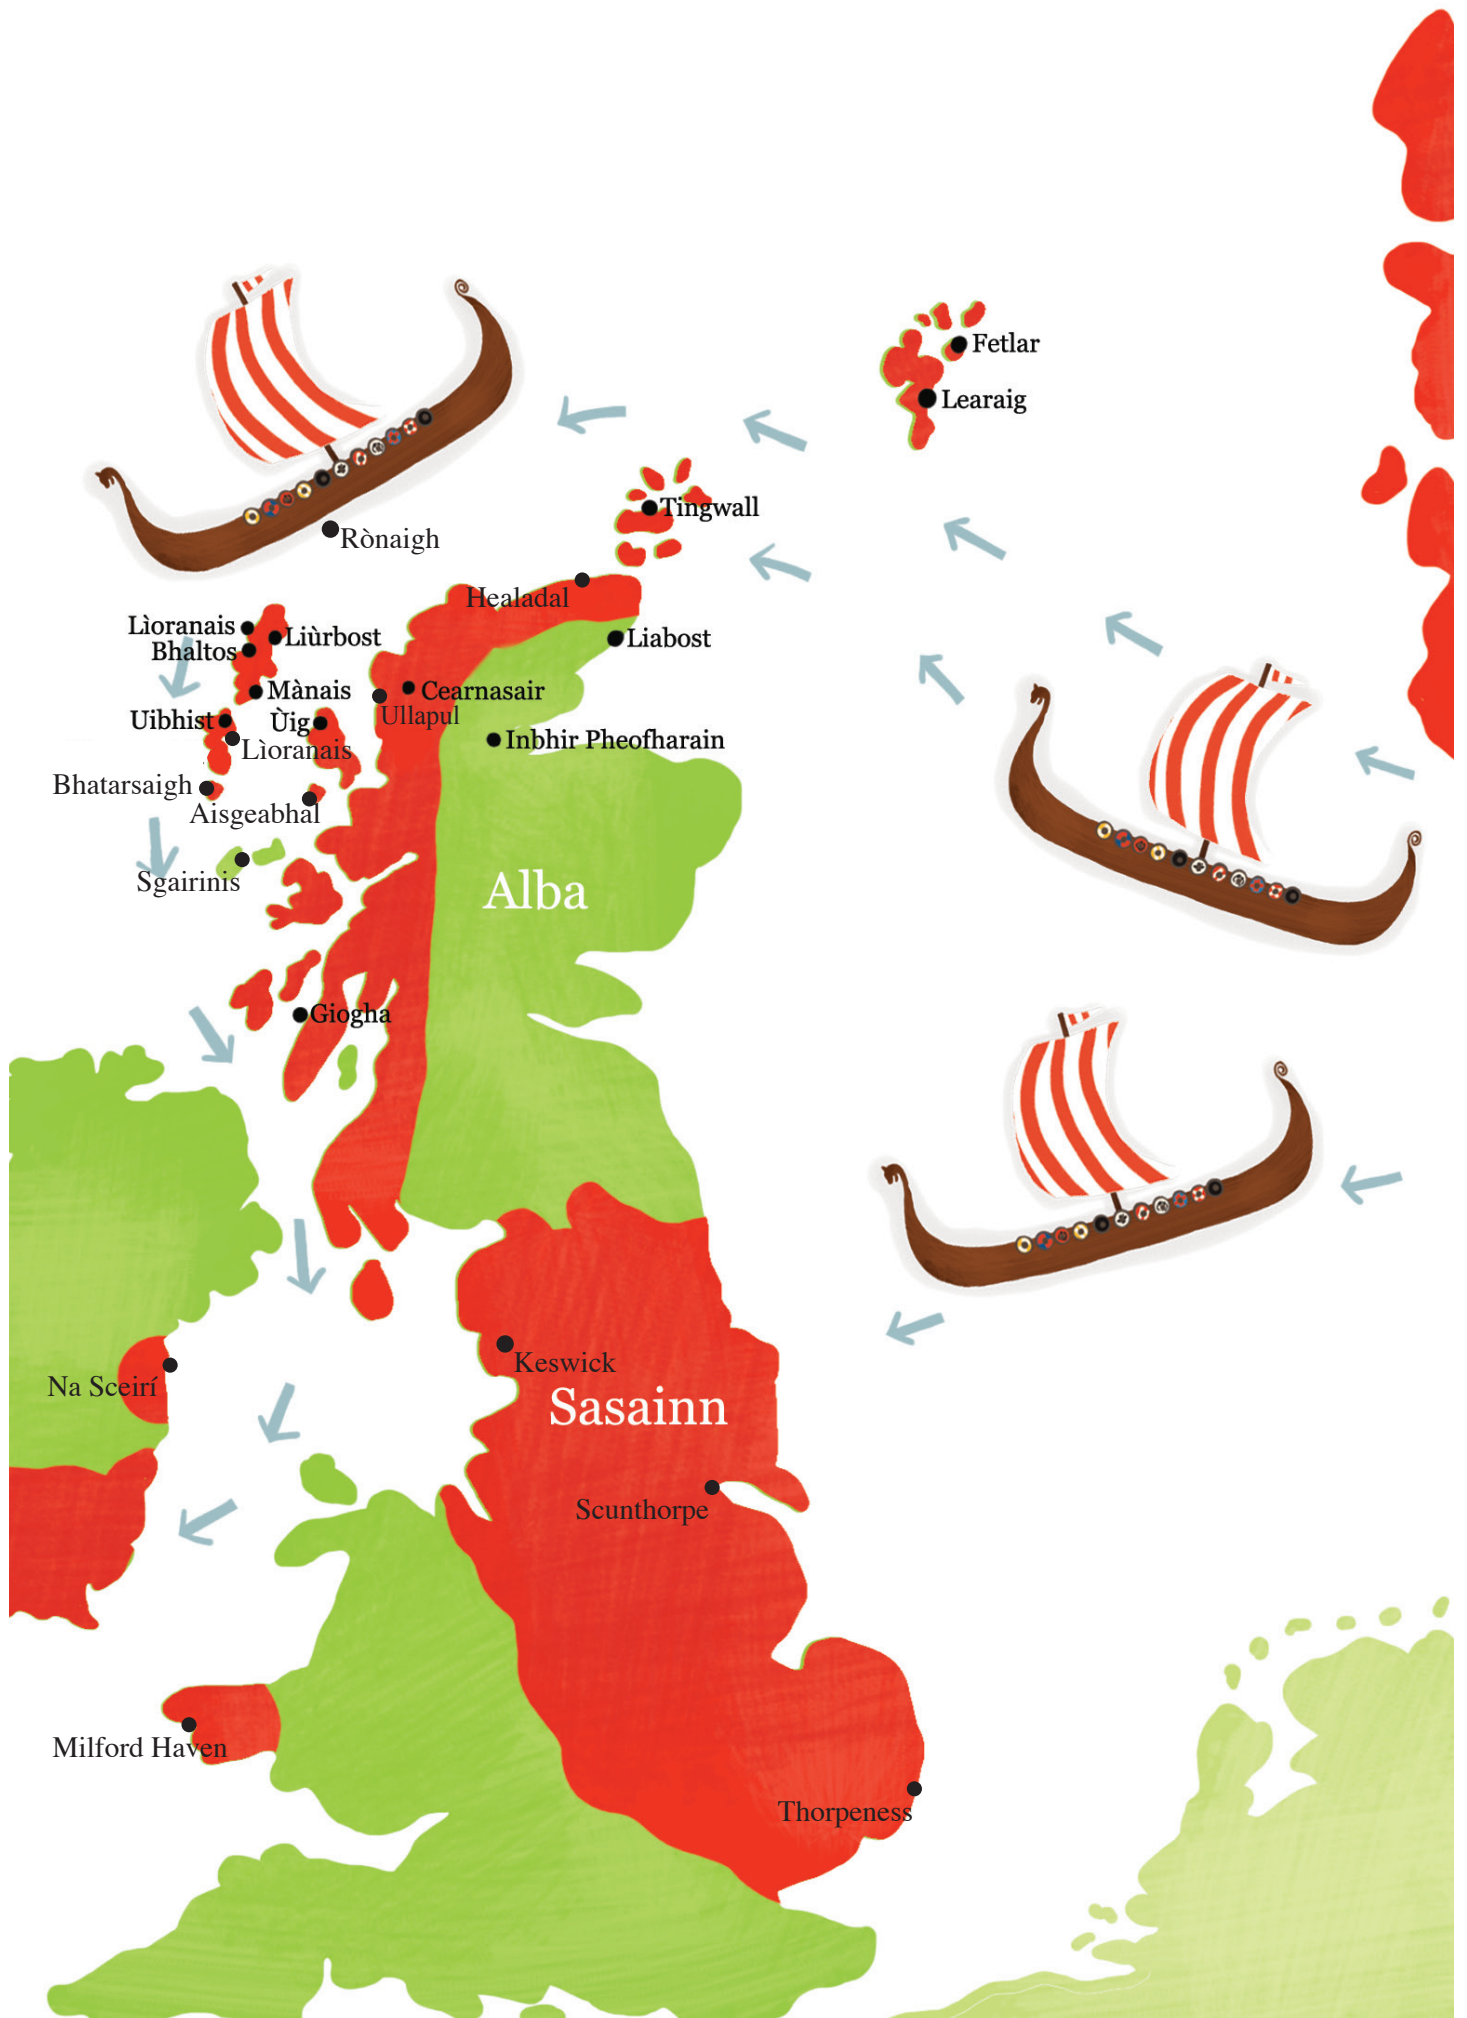 Fetlar
Learaig
Tingwall
Rònaigh
Healadal
Lìoranais
Liùrbost
Liabost
Bhaltos
Mànais
Cearnasair
Uibhist
Ùig
Ullapul
Lìoranais
Inbhir Pheofharain
Bhatarsaigh
Aisgeabhal
Sgairinis
Alba
Giogha
Keswick
Na Sceirí
Sasainn
Scunthorpe
Milford Haven
Thorpeness